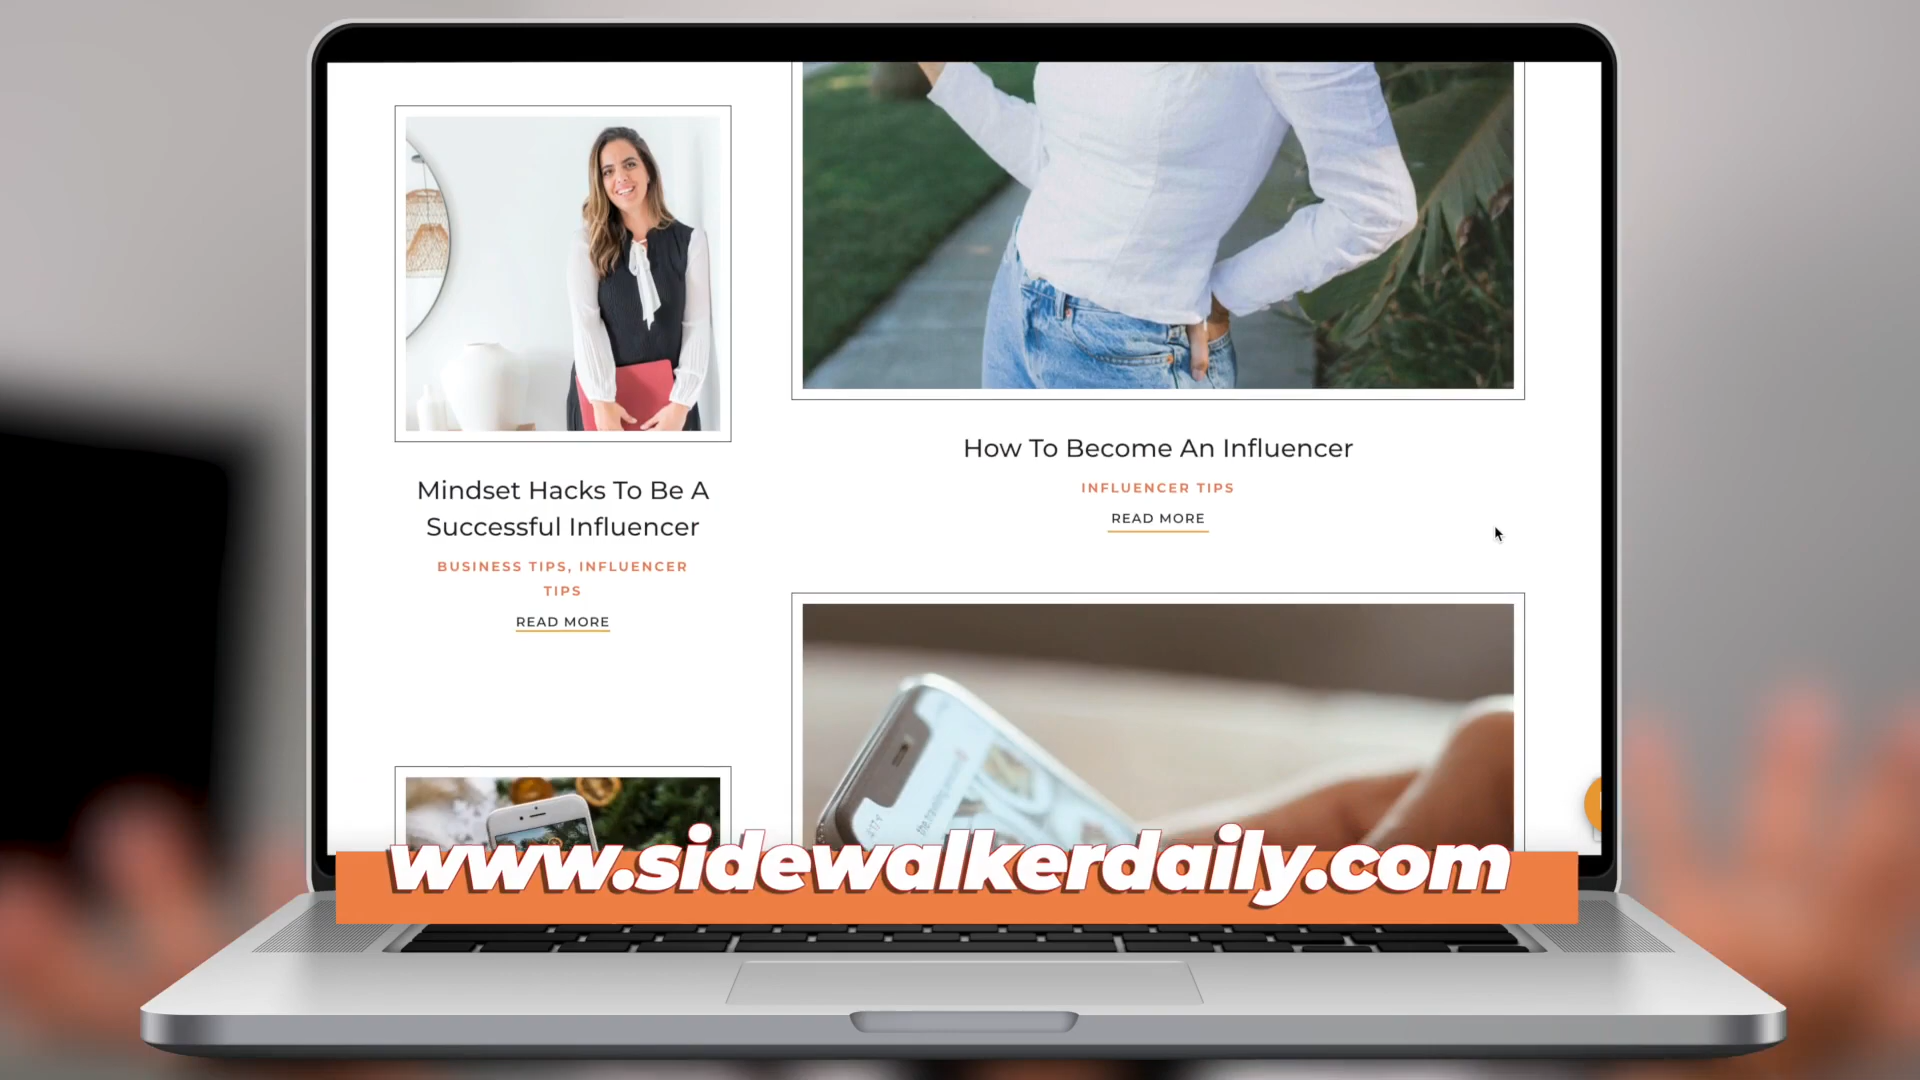 Mindset Hacks To Be A
Successful Influencer
BUSINESS TIPS, INFLUENCER
TIPS
READ MORE
How To Become An Influencer
INFLUENCER TIPS
READ MORE
www.sidewalkerdaily.com